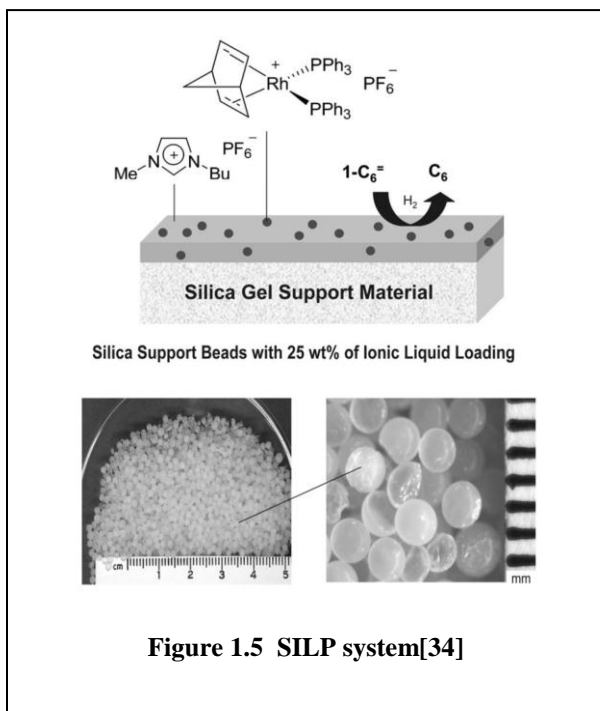 +
Rh
PPh3
PPh3
PF6−
PF6−
Me
N
+
N
Bu
1-C6=
C6
H2
Silica Gel Support Material
Silica Support Beads with 25 wt% of Ionic Liquid Loading
cm 1 2 3 4 5
mm
Figure 1.5 SILP system[34]